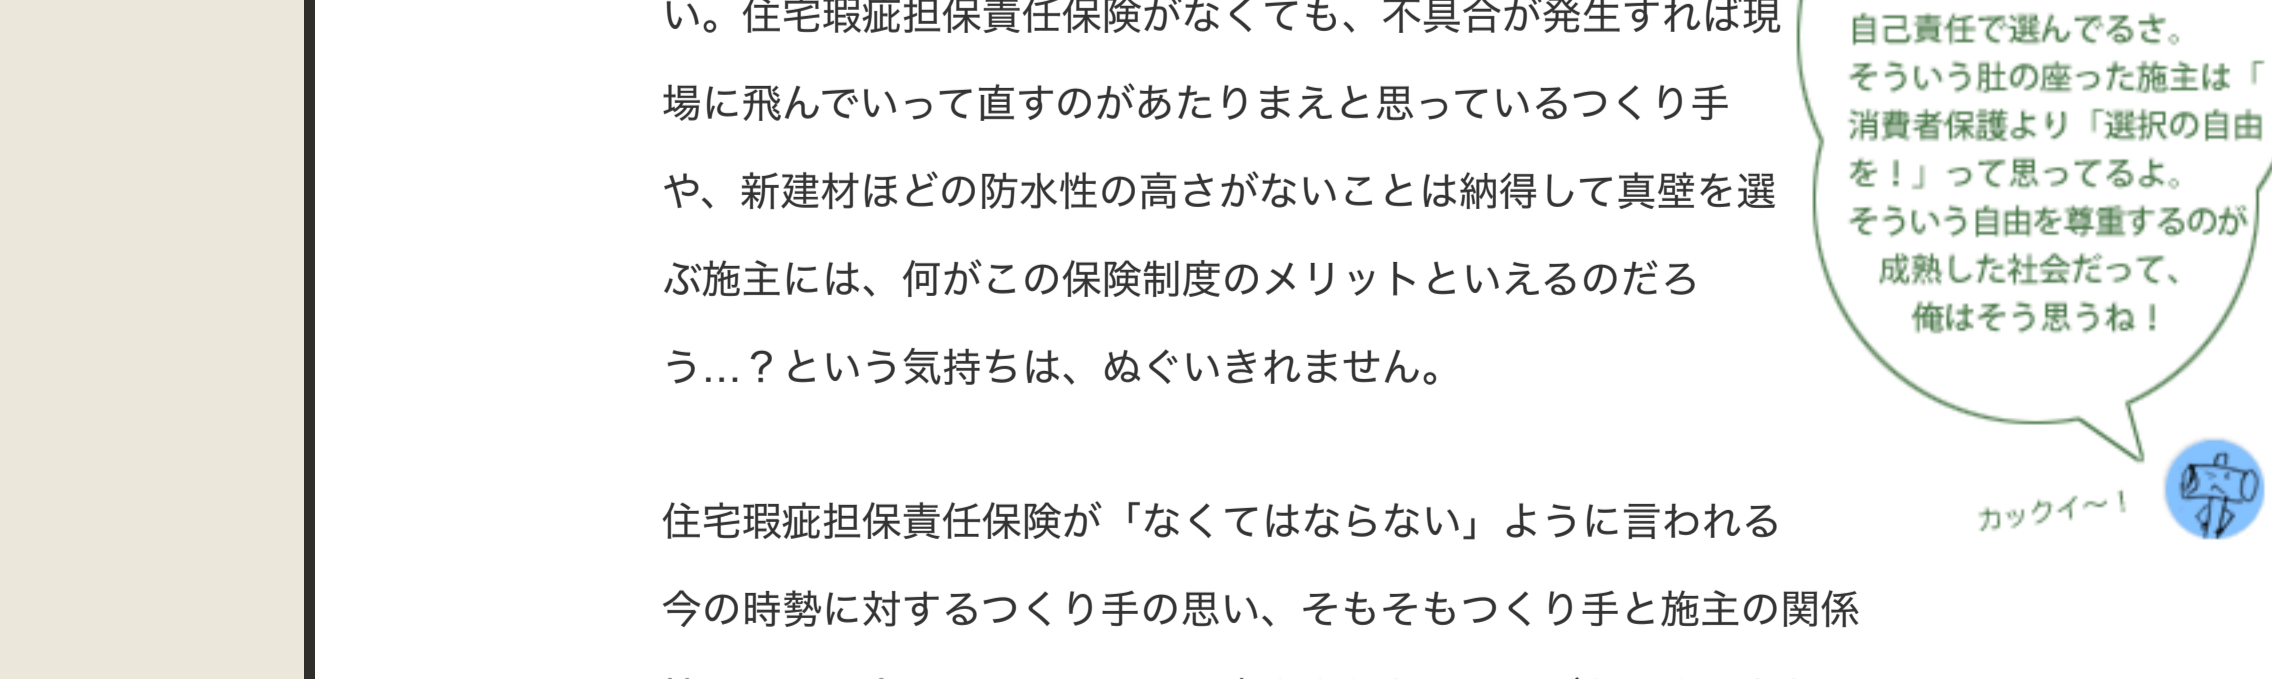 い。住宅瑕疵担保責任保険がなくても、不具合が発生すれば現
場に飛んでいって直すのがあたりまえと思っているつくり手
や、新建材ほどの防水性の高さがないことは納得して真壁を選
ぶ施主には、何がこの保険制度のメリットといえるのだろ
う…？という気持ちは、ぬぐいきれません。
住宅瑕疵担保責任保険が「なくてはならない」ように言われる
今の時勢に対するつくり手の思い、そもそもつくり手と施主の関係
自己責任で選んでるさ。
そういう肚の座った施主は「
消費者保護より「選択の自由
を！」って思ってるよ。
そういう自由を尊重するのが
成熟した社会だって、
俺はそう思うね！
カックイ〜！